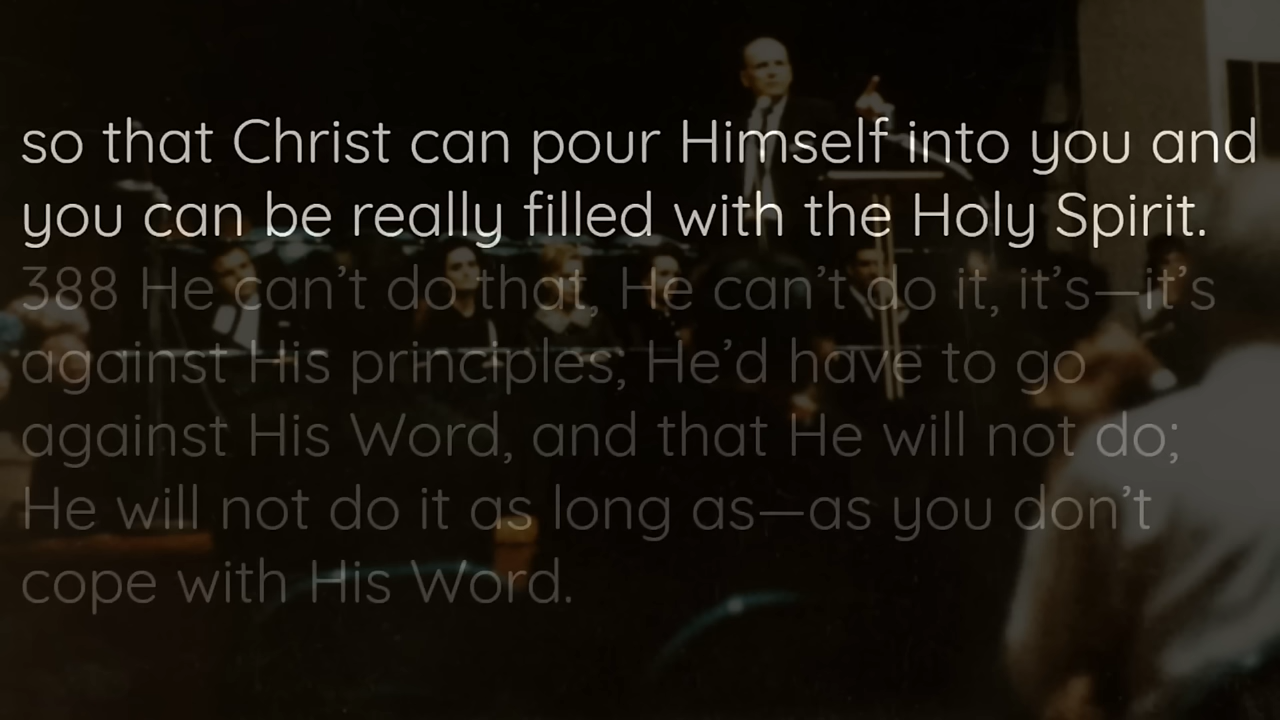 so that Christ can pour Himself into you and
you can be really filled with the Holy Spirit.
388 He can’t do that, He can’t do it, it’s—it’s
against His principles, He’d have to go
against His Word, and that He will not do;
He will not do it as long as—as you don’t
cope with His Word.